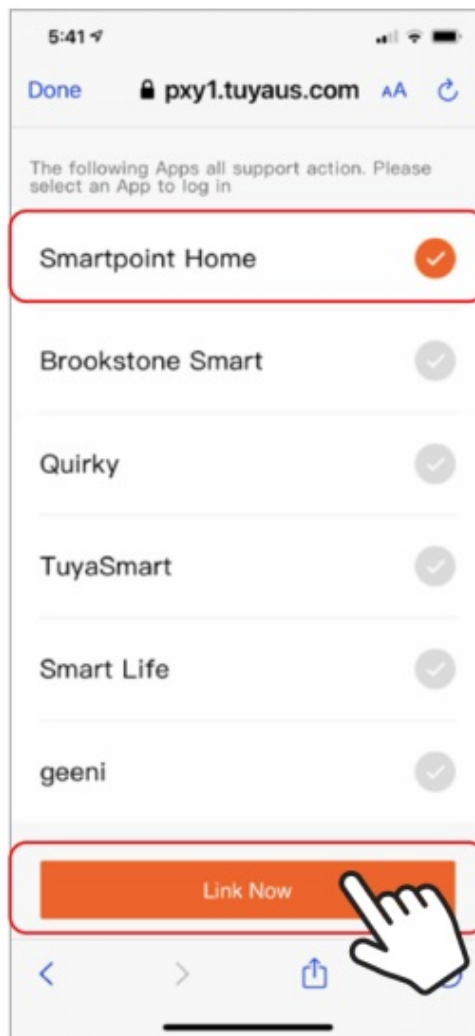 5:41
Done pxy1.tuyaus.com AA
The following Apps all support action. Please
select an App to log in
Smartpoint Home
Brookstone Smart
Quirky
TuyaSmart
Smart Life
geeni
Link Now